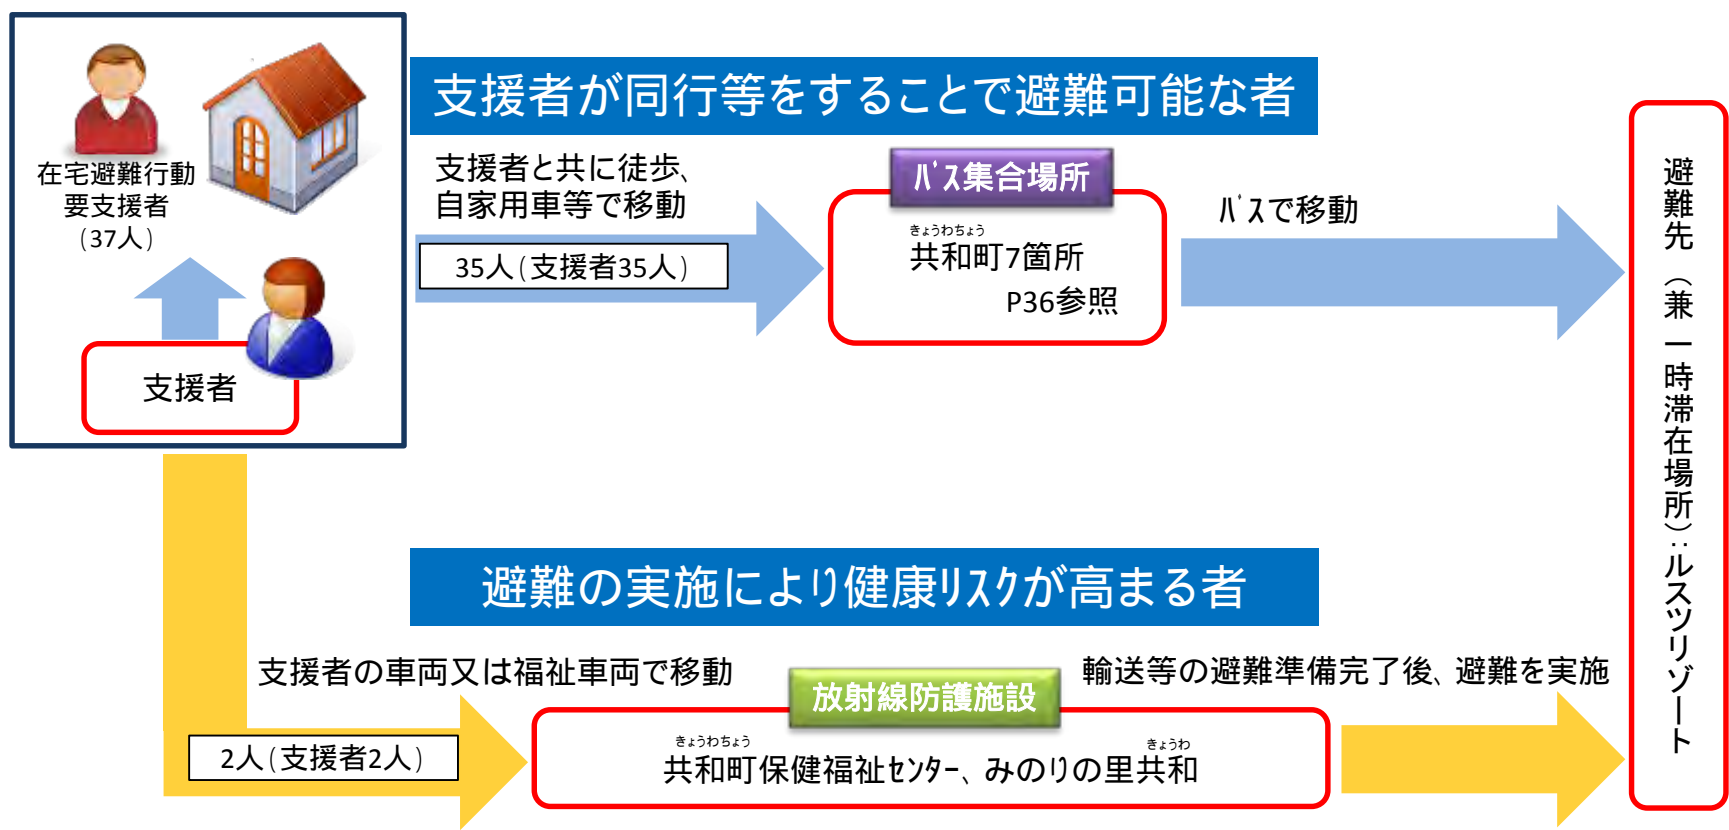 在宅避難行動
要支援者
(37人)
支援者
支援者が同行等をすることで避難可能な者
支援者と共に徒歩、
自家用車等で移動
35人(支援者35人)
バス集合場所
きょうわちょう
共和町7箇所
P36参照
バスで移動
避難の実施により健康リスクが高まる者
支援者の車両又は福祉車両で移動
2人(支援者2人)
放射線防護施設
きょうわちょう
きょうわ
共和町保健福祉センター、みのりの里共和
輸送等の避難準備完了後、避難を実施
避難先(兼一時滞在場所):ルスツリゾート